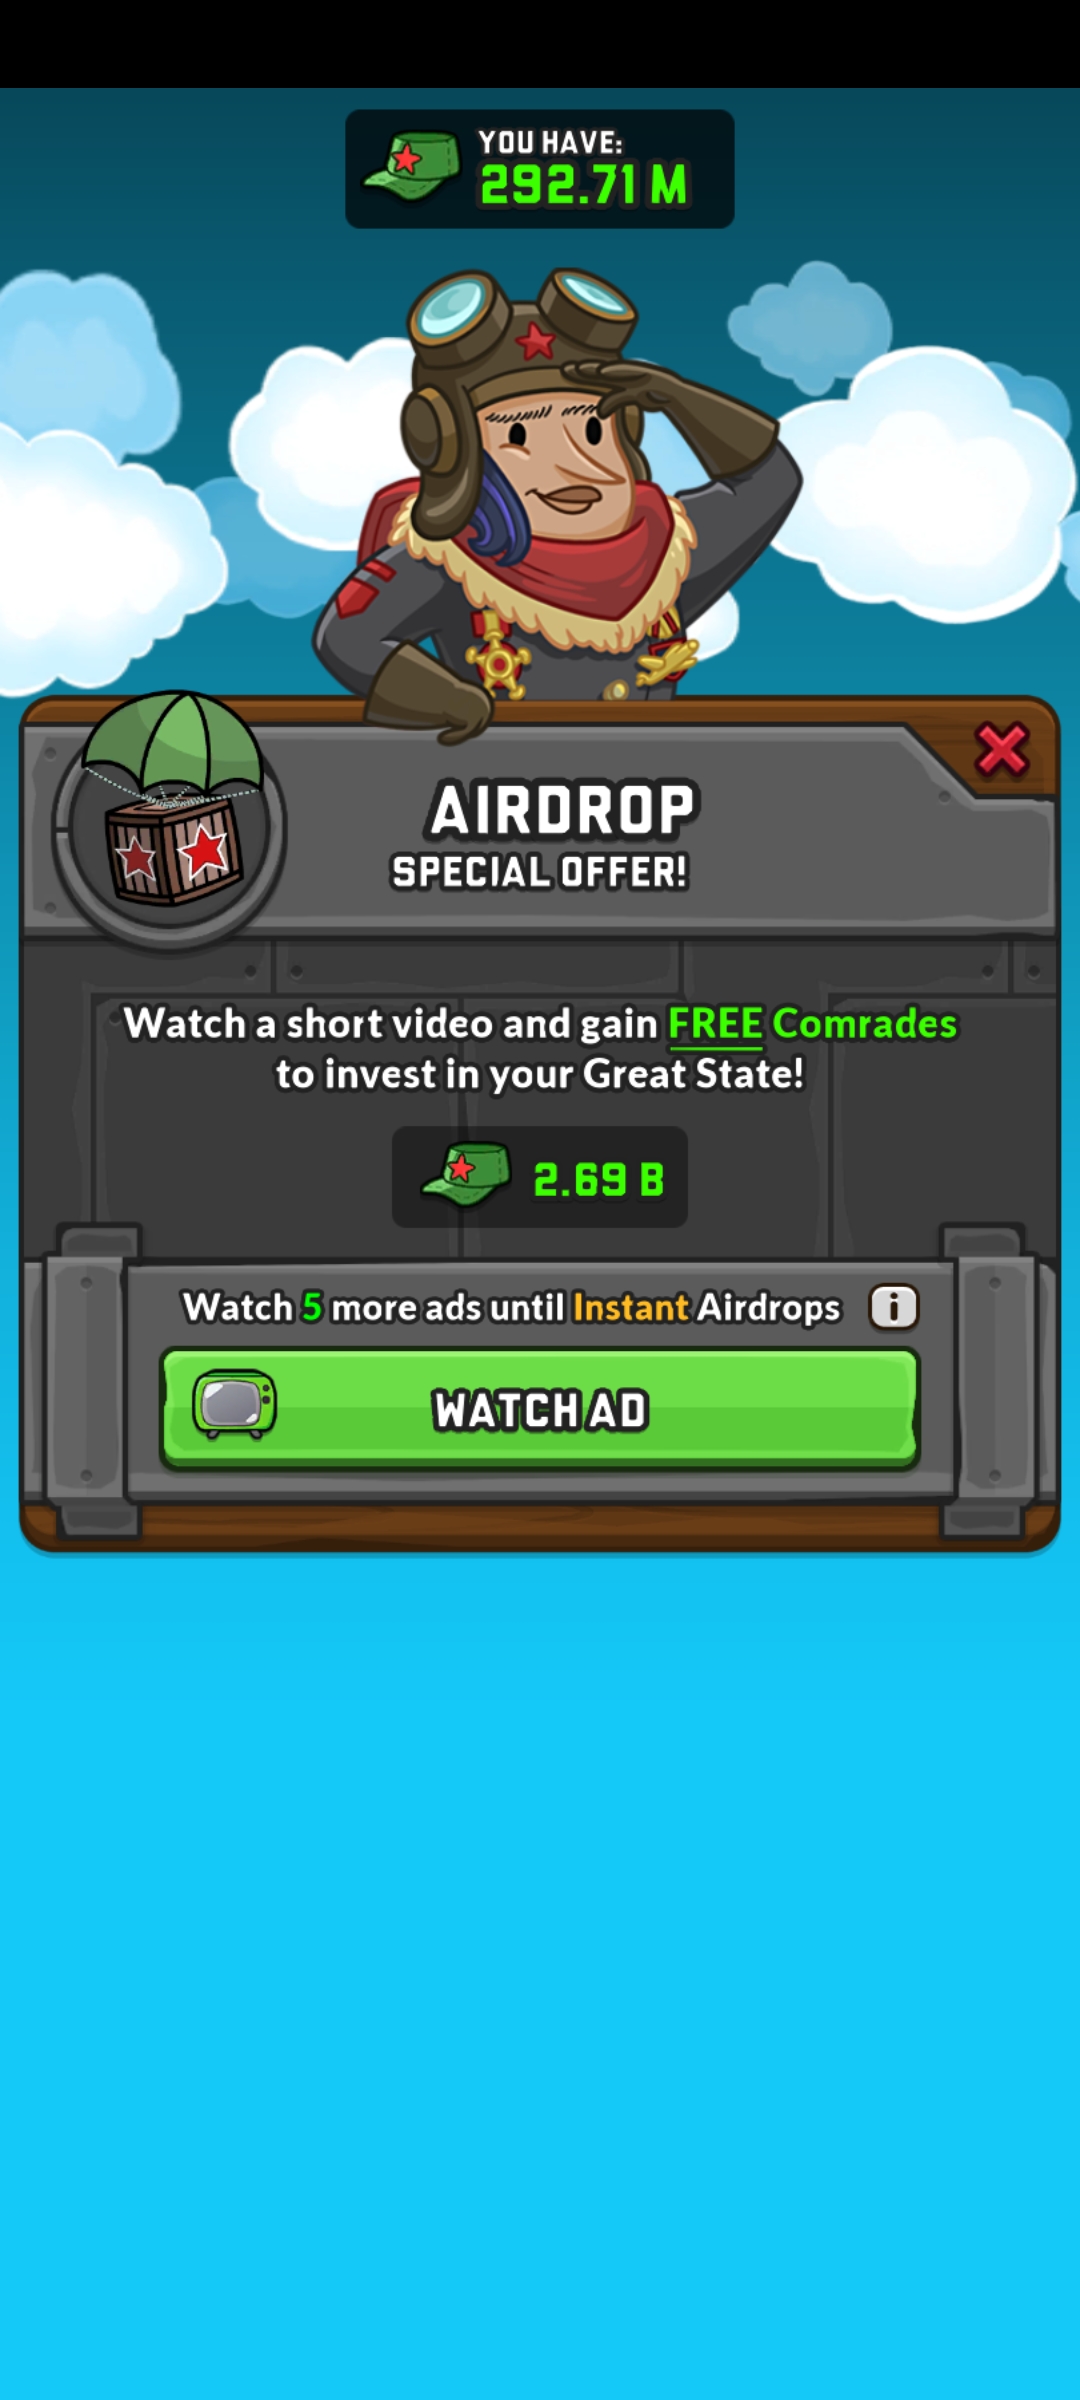 YOU HAVE:
292.71 M
AIRDROP
SPECIAL OFFER!
Watch a short video and gain FREE Comrades
to invest in your Great State!
2.69 B
Watch 5 more ads until Instant Airdrops
i
WATCH AD